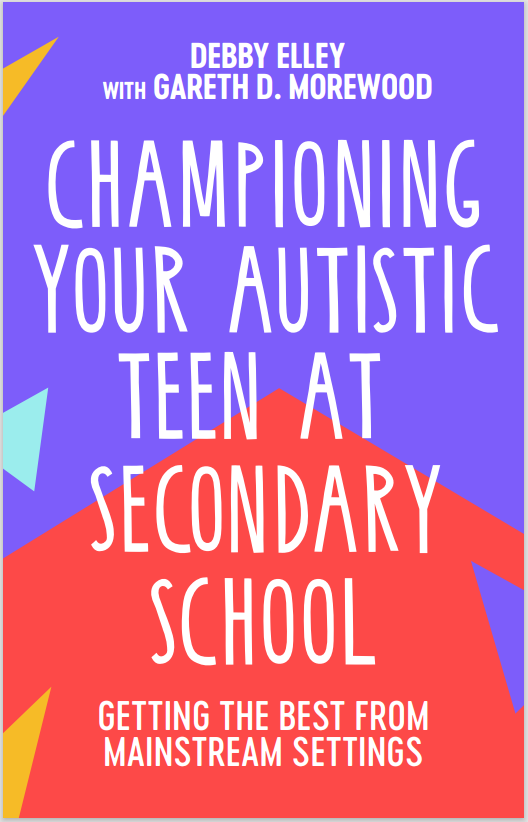 DEBBY ELLEY
WITH GARETH D. MOREWOOD
CHAMPIONING
YOUR AUTISTIC
TEEN AT
SECONDARY
SCHOOL
GETTING THE BEST FROM
MAINSTREAM SETTINGS